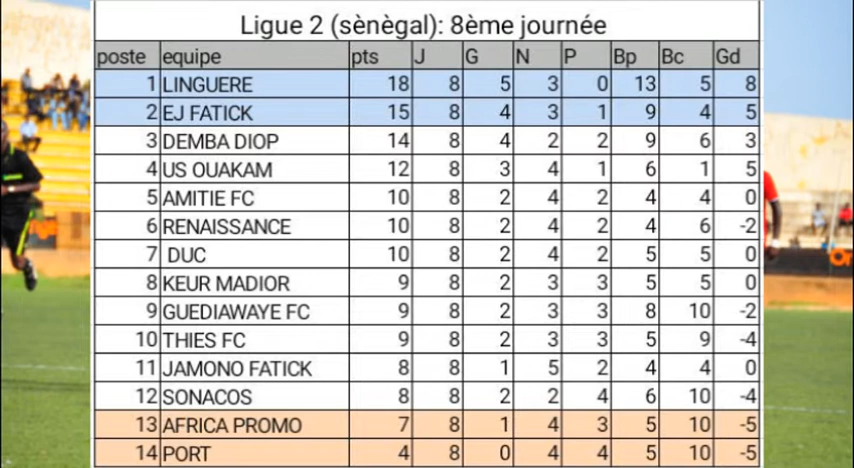 Ligue 2 (sènègal): 8ème journée
poste equipe pts J G N P Bp Bc Gd
1 LINGUERE 18 8 5 3 0 13 5 8
2 EJ FATICK 15 8 4 3 1 9 4 5
3 DEMBA DIOP 14 8 4 2 2 9 6 3
4 US OUAKAM 12 8 3 4 1 6 1 5
5 AMITIE FC 10 8 2 4 2 4 4 0
6 RENAISSANCE 10 8 2 4 2 4 6 -2
7 DUC 10 8 2 4 2 5 5 0
8 KEUR MADIOR 9 8 2 3 3 5 5 0
9 GUEDIAWAYE FC 9 8 2 3 3 8 10 -2
10 THIES FC 9 8 2 3 3 5 9 -4
11 JAMONO FATICK 8 8 1 5 2 4 4 0
12 SONACOS 8 8 2 2 4 6 10 -4
13 AFRICA PROMO 7 8 1 4 3 5 10 -5
14 PORT 4 8 0 4 4 5 10 -5